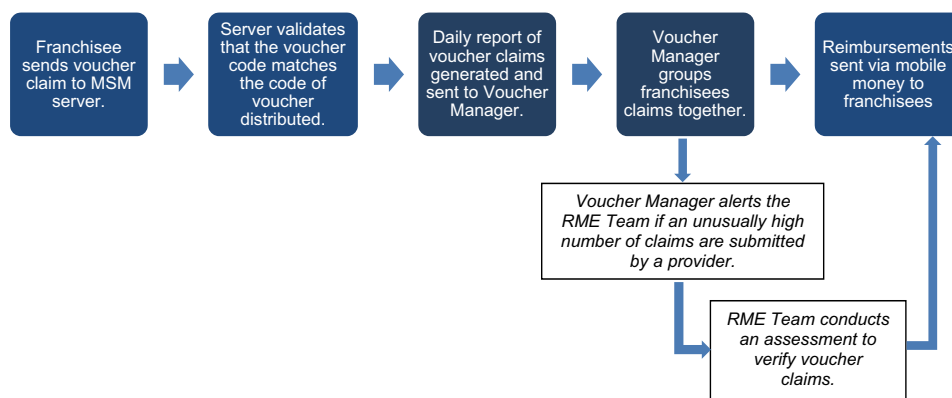 Franchisee
sends voucher
claim to MSM
server.
Server validates
that the voucher
code matches
the code of
voucher
distributed.
Daily report of
voucher claims
generated and
sent to Voucher
Manager.
Voucher
Manager
groups
franchisees
claims together.
Reimbursements
sent via mobile
money to
franchisees
Voucher Manager alerts the
RME Team if an unusually high
number of claims are submitted
by a provider.
RME Team conducts
an assessment to
verify voucher
claims.